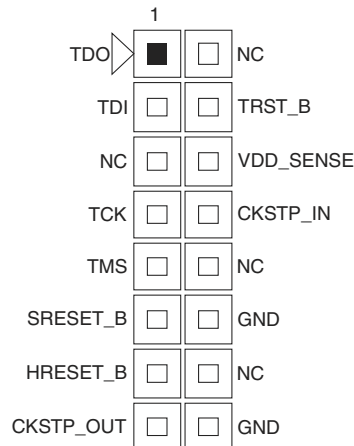 1
TDO NC
TDI TRST_B
NC VDD_SENSE
TCK CKSTP_IN
TMS NC
SRESET_B GND
HRESET_B NC
CKSTP_OUT GND